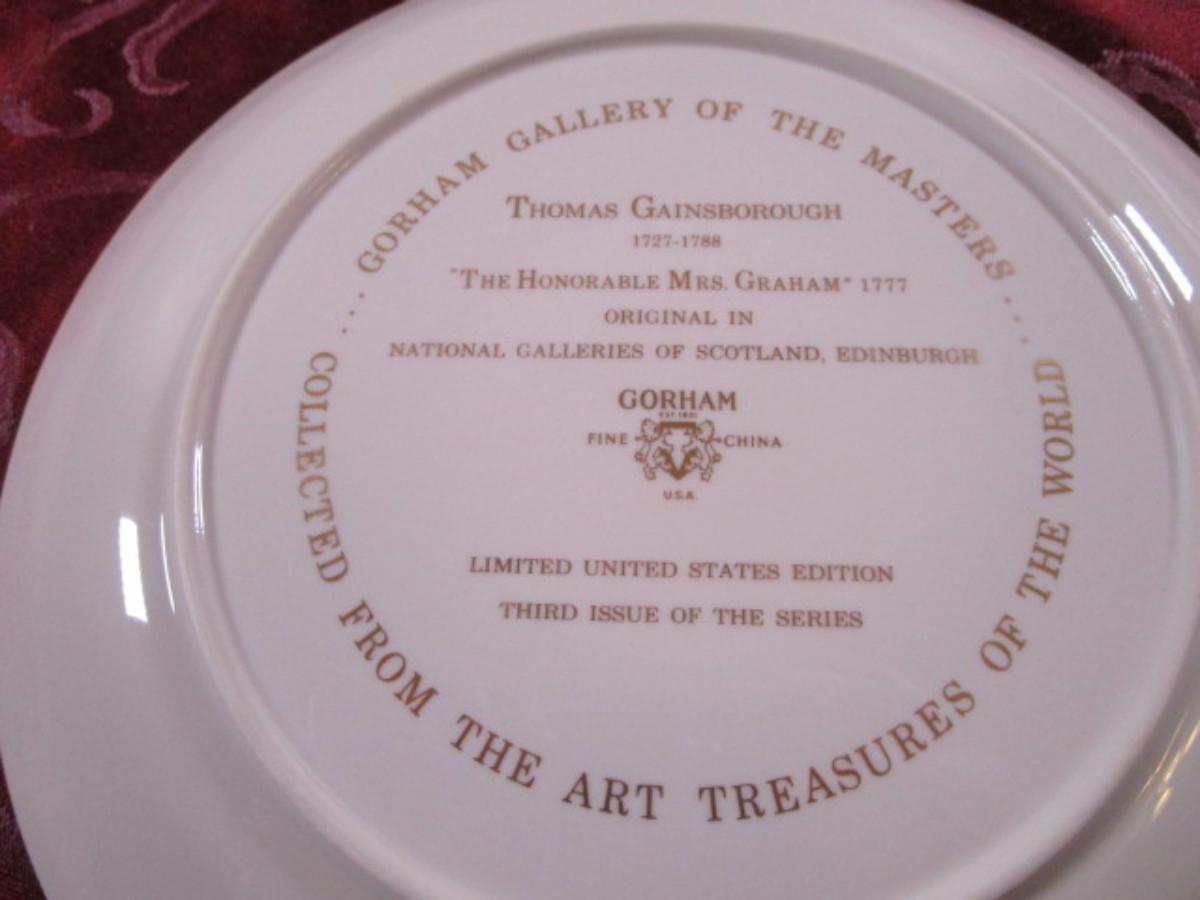 GORHAM GALLERY OF THE MASTERS...
THOMAS GAINSBOROUGH
1727-1788
"THE HONORABLE MRS. GRAHAM" 1777
ORIGINAL IN
NATIONAL GALLERIES OF SCOTLAND, EDINBURGH
GORHAM
EST. 1831
FINE CHINA
U.S.A.
LIMITED UNITED STATES EDITION
THIRD ISSUE OF THE SERIES
COLLECTED FROM THE ART TREASURES OF THE WORLD...